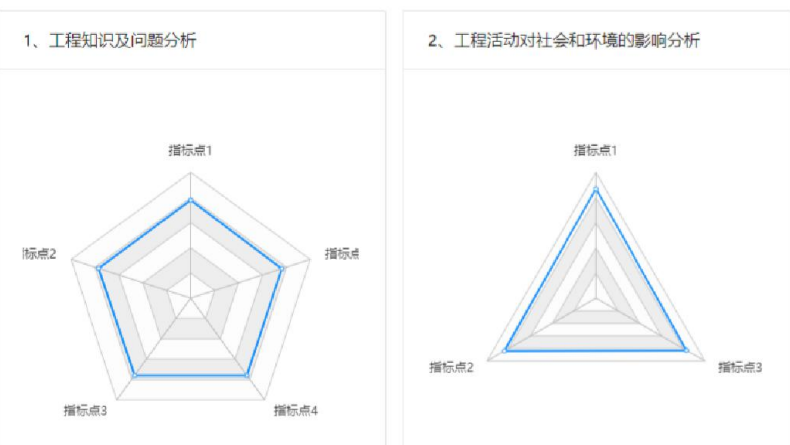 1、工程知识及问题分析
2、工程活动对社会和环境的影响分析
指标点1
标点2
指标点
指标点3
指标点4
指标点1
指标点2
指标点3